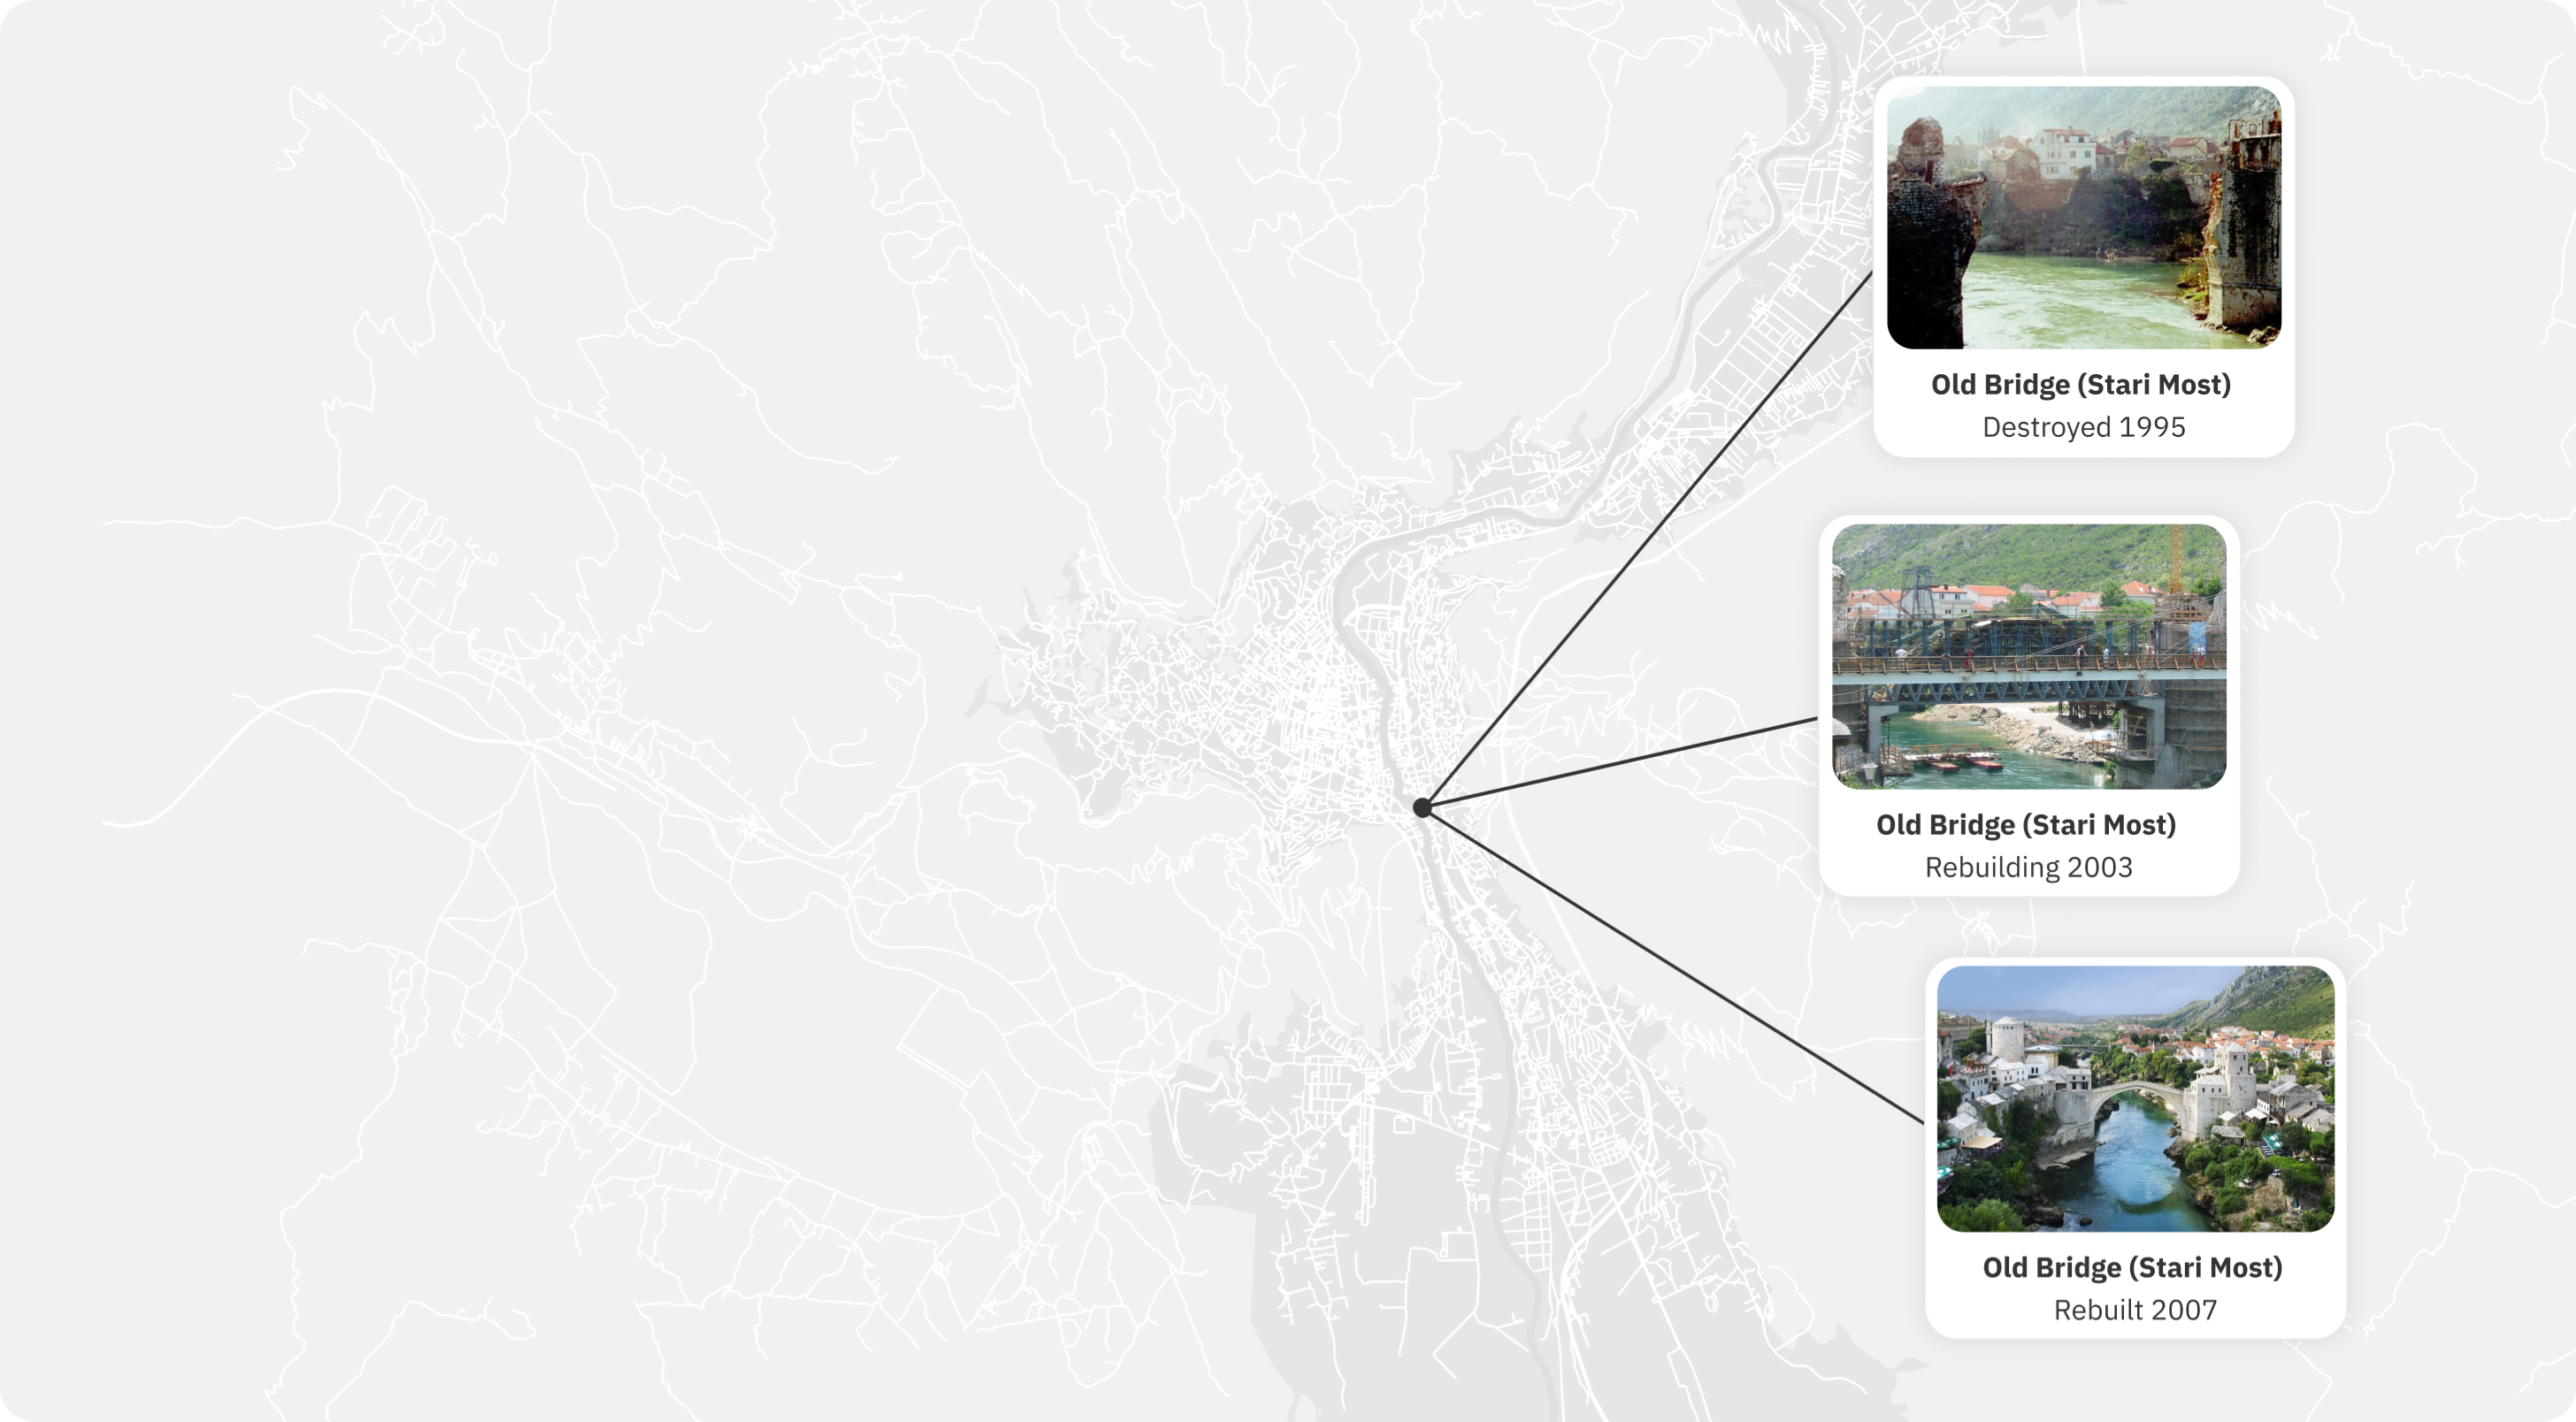 Old Bridge (Stari Most)
Destroyed 1995
Old Bridge (Stari Most)
Rebuilding 2003
Old Bridge (Stari Most)
Rebuilt 2007